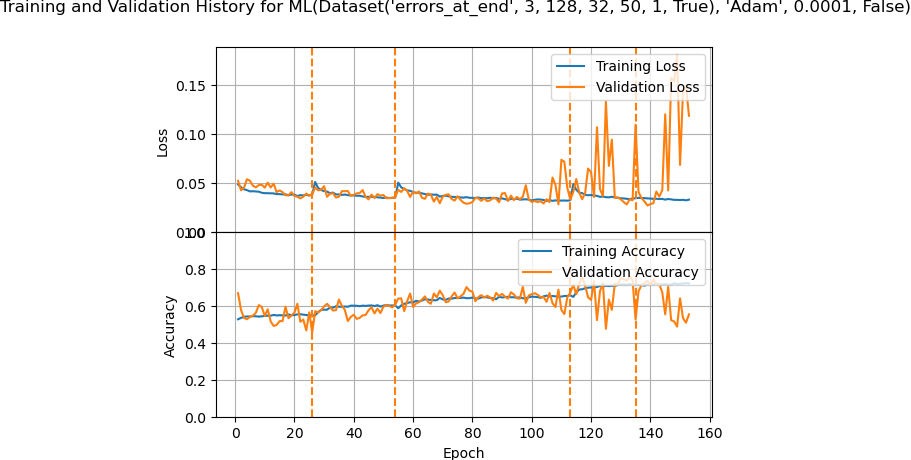 Training and Validation History for ML(Dataset('errors_at_end', 3, 128, 32, 50, 1, True), 'Adam', 0.0001, False)
Training Loss
Validation Loss
0.15
0.10
0.05
0.00
Loss
Training Accuracy
Validation Accuracy
1.0
0.8
0.6
0.4
0.2
0.0
Accuracy
0 20 40 60 80 100 120 140 160
Epoch